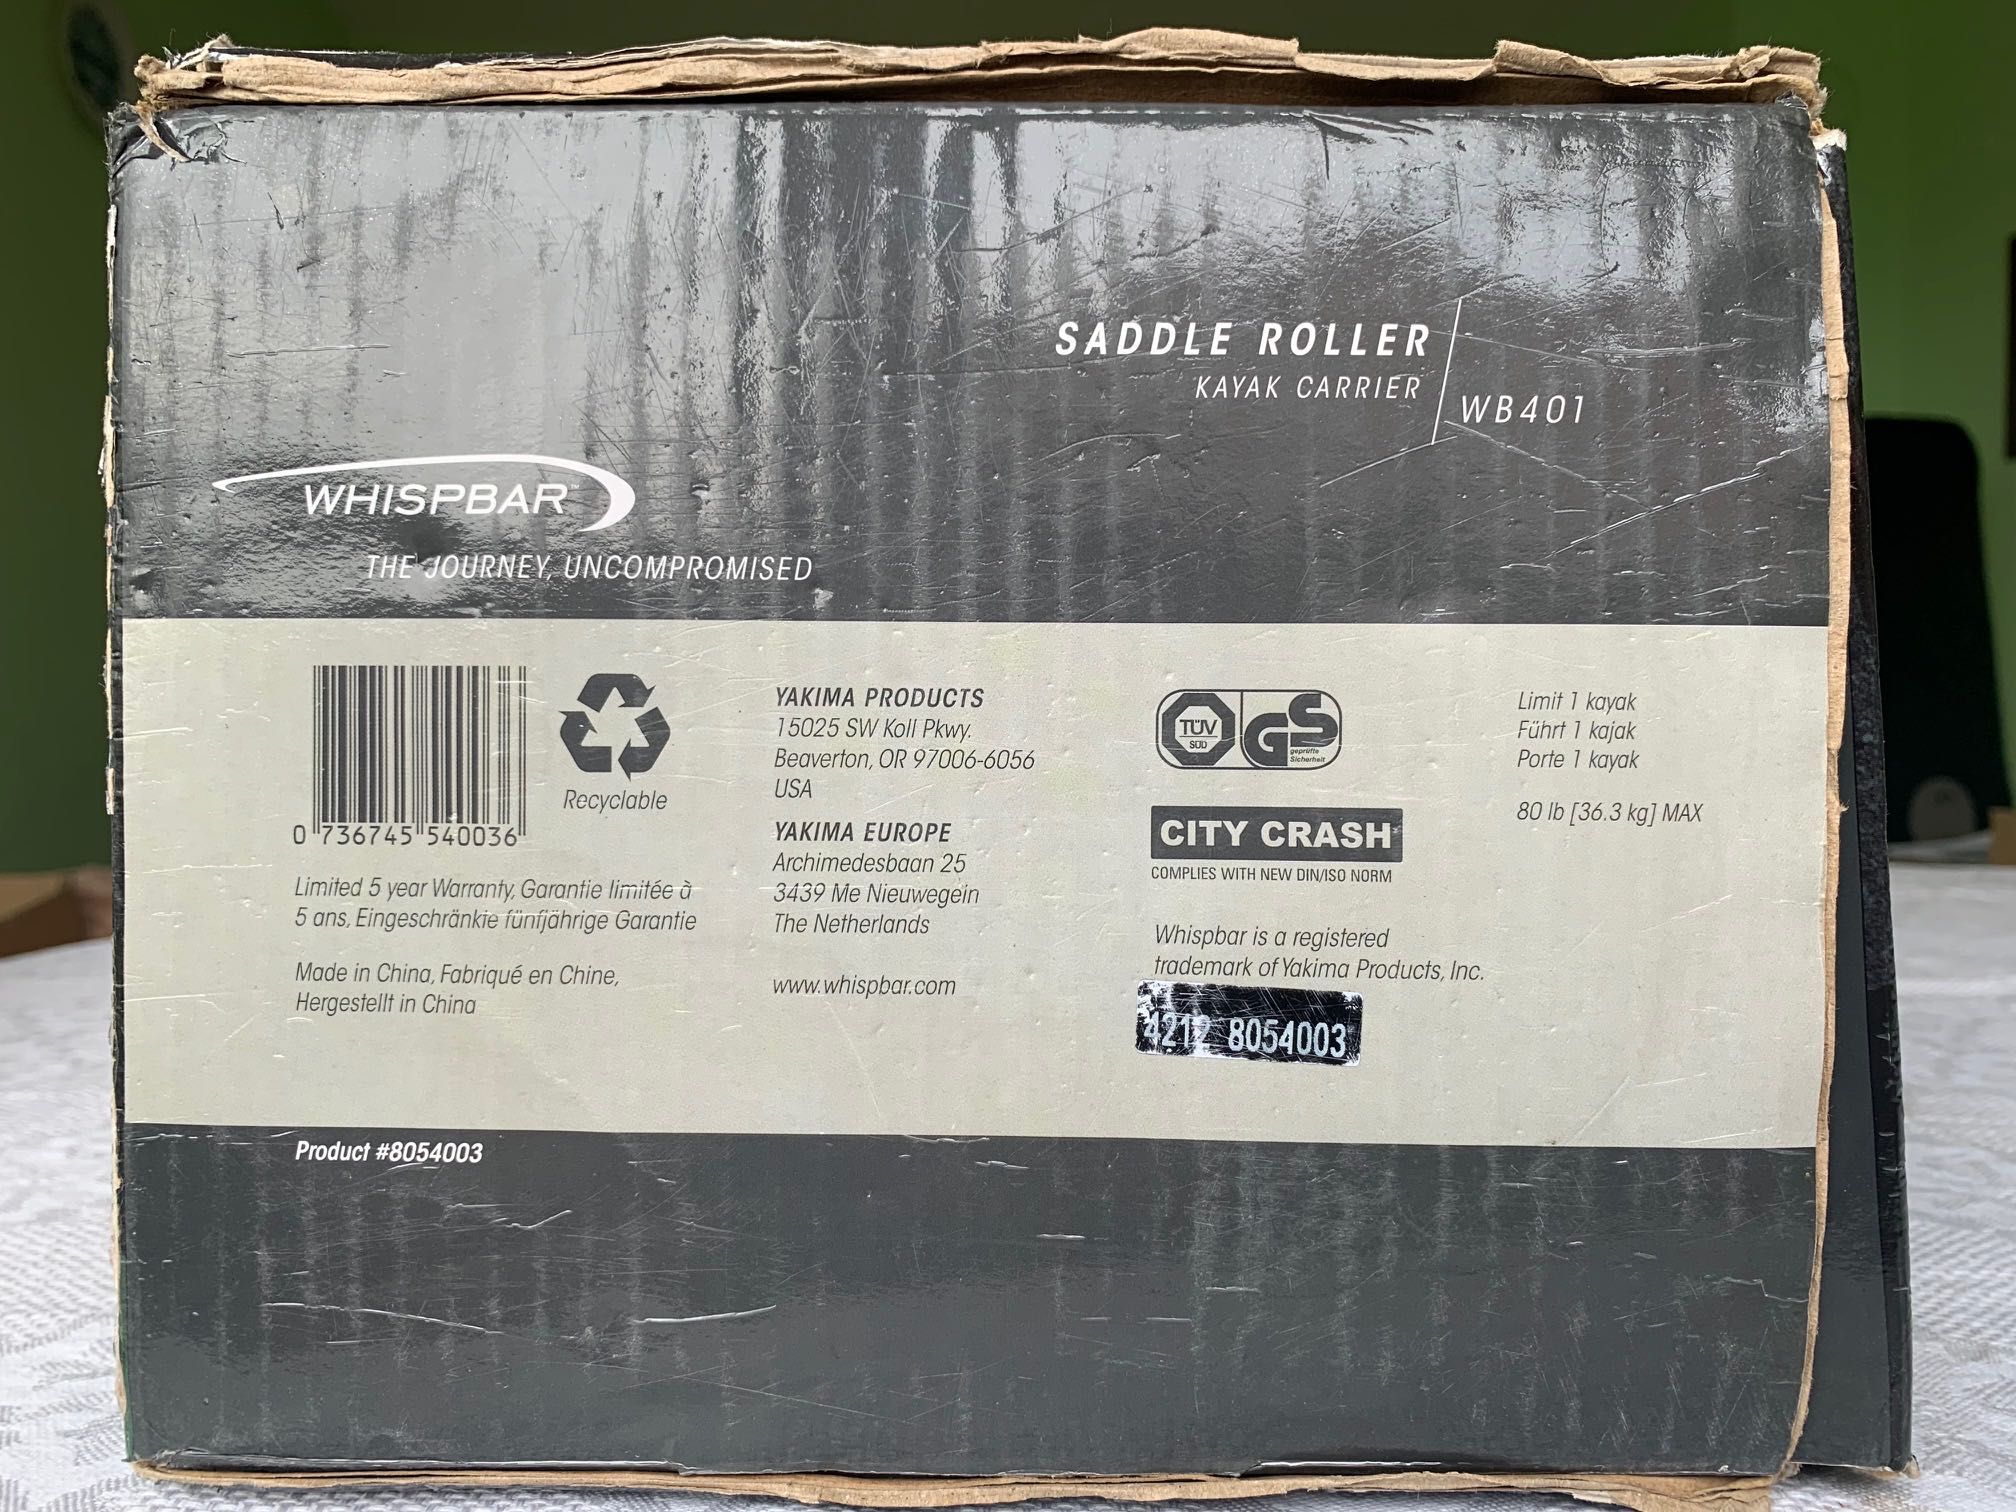 SADDLE ROLLER
KAYAK CARRIER
WB401
WHISPBAR™
THE JOURNEY, UNCOMPROMISED
0 736745 540036
Recyclable
Limited 5 year Warranty, Garantie limitée à
5 ans, Eingeschränkie fünfjährige Garantie
Made in China, Fabriqué en Chine,
Hergestellt in China
YAKIMA PRODUCTS
15025 SW Koll Pkwy.
Beaverton, OR 97006-6056
USA
YAKIMA EUROPE
Archimedesbaan 25
3439 Me Nieuwegein
The Netherlands
www.whispbar.com
TÜV
SÜD
GS
geprüfte
Sicherheit
CITY CRASH
COMPLIES WITH NEW DIN/ISO NORM
Whispbar is a registered
trademark of Yakima Products, Inc.
4212 8054003
Limit 1 kayak
Führt 1 kajak
Porte 1 kayak
80 lb [36.3 kg] MAX
Product #8054003